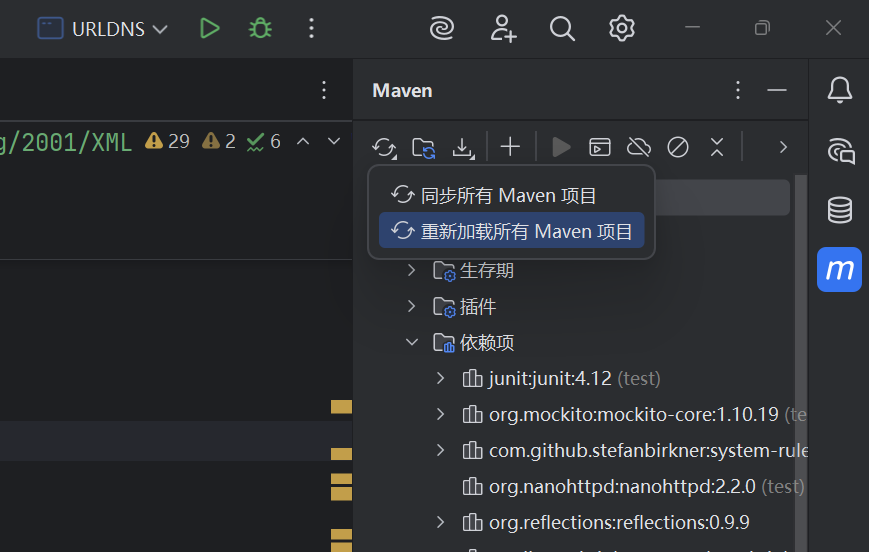 URLDNS
Maven
g/2001/XML 29 2 6
同步所有 Maven 项目
重新加载所有 Maven 项目
生存期
插件
依赖项
junit:junit:4.12 (test)
org.mockito:mockito-core:1.10.19 (te
com.github.stefanbirkner:system-rule
org.nanohttpd:nanohttpd:2.2.0 (test)
org.reflections:reflections:0.9.9
m